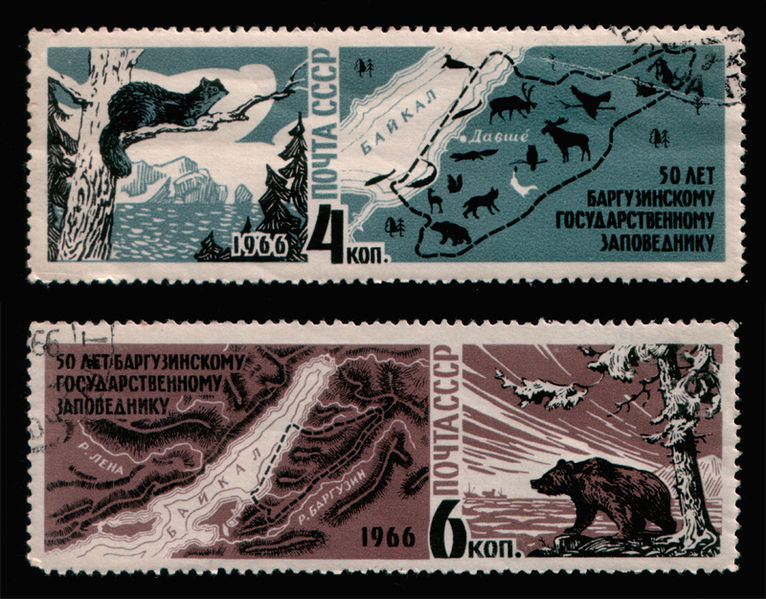 ПОЧТА СССР
БАЙКАЛ
Давше
1966
4 КОП.
50 ЛЕТ
БАРГУЗИНСКОМУ
ГОСУДАРСТВЕННОМУ
ЗАПОВЕДНИКУ
66
50 ЛЕТ БАРГУЗИНСКОМУ
ГОСУДАРСТВЕННОМУ
ЗАПОВЕДНИКУ
Р. ЛЕНА
БАЙКАЛ
Р. БАРГУЗИН
1966
ПОЧТА СССР
6 КОП.